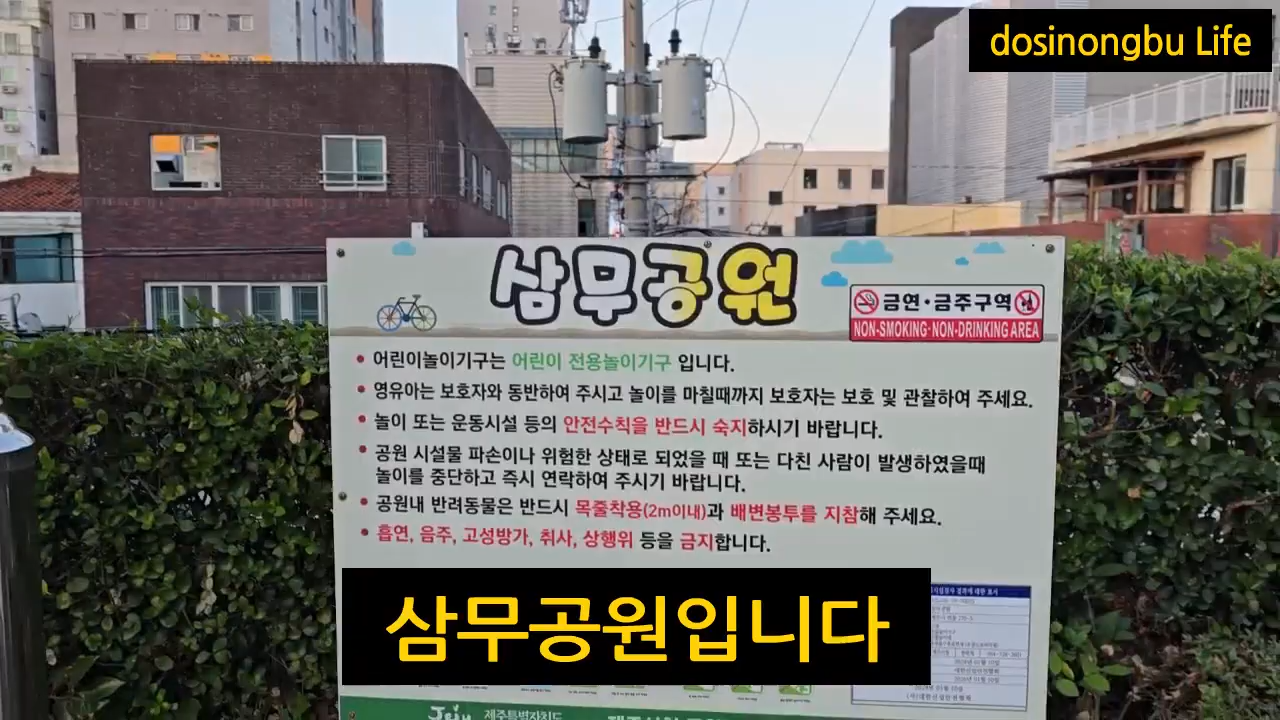 dosinongbu Life
삼무공원
금연·금주구역
NON-SMOKING·NON-DRINKING AREA
어린이놀이기구는 어린이 전용놀이기구 입니다.
영유아는 보호자와 동반하여 주시고 놀이를 마칠때까지 보호자는 보호 및 관찰하여 주세요.
놀이 또는 운동시설 등의 안전수칙을 반드시 숙지하시기 바랍니다.
공원 시설물 파손이나 위험한 상태로 되었을 때 또는 다친 사람이 발생하였을때
놀이를 중단하고 즉시 연락하여 주시기 바랍니다.
공원내 반려동물은 반드시 목줄착용(2m이내)과 배변봉투를 지참해 주세요.
흡연, 음주, 고성방가, 취사, 상행위 등을 금지합니다.
삼무공원입니다
제주특별자치도